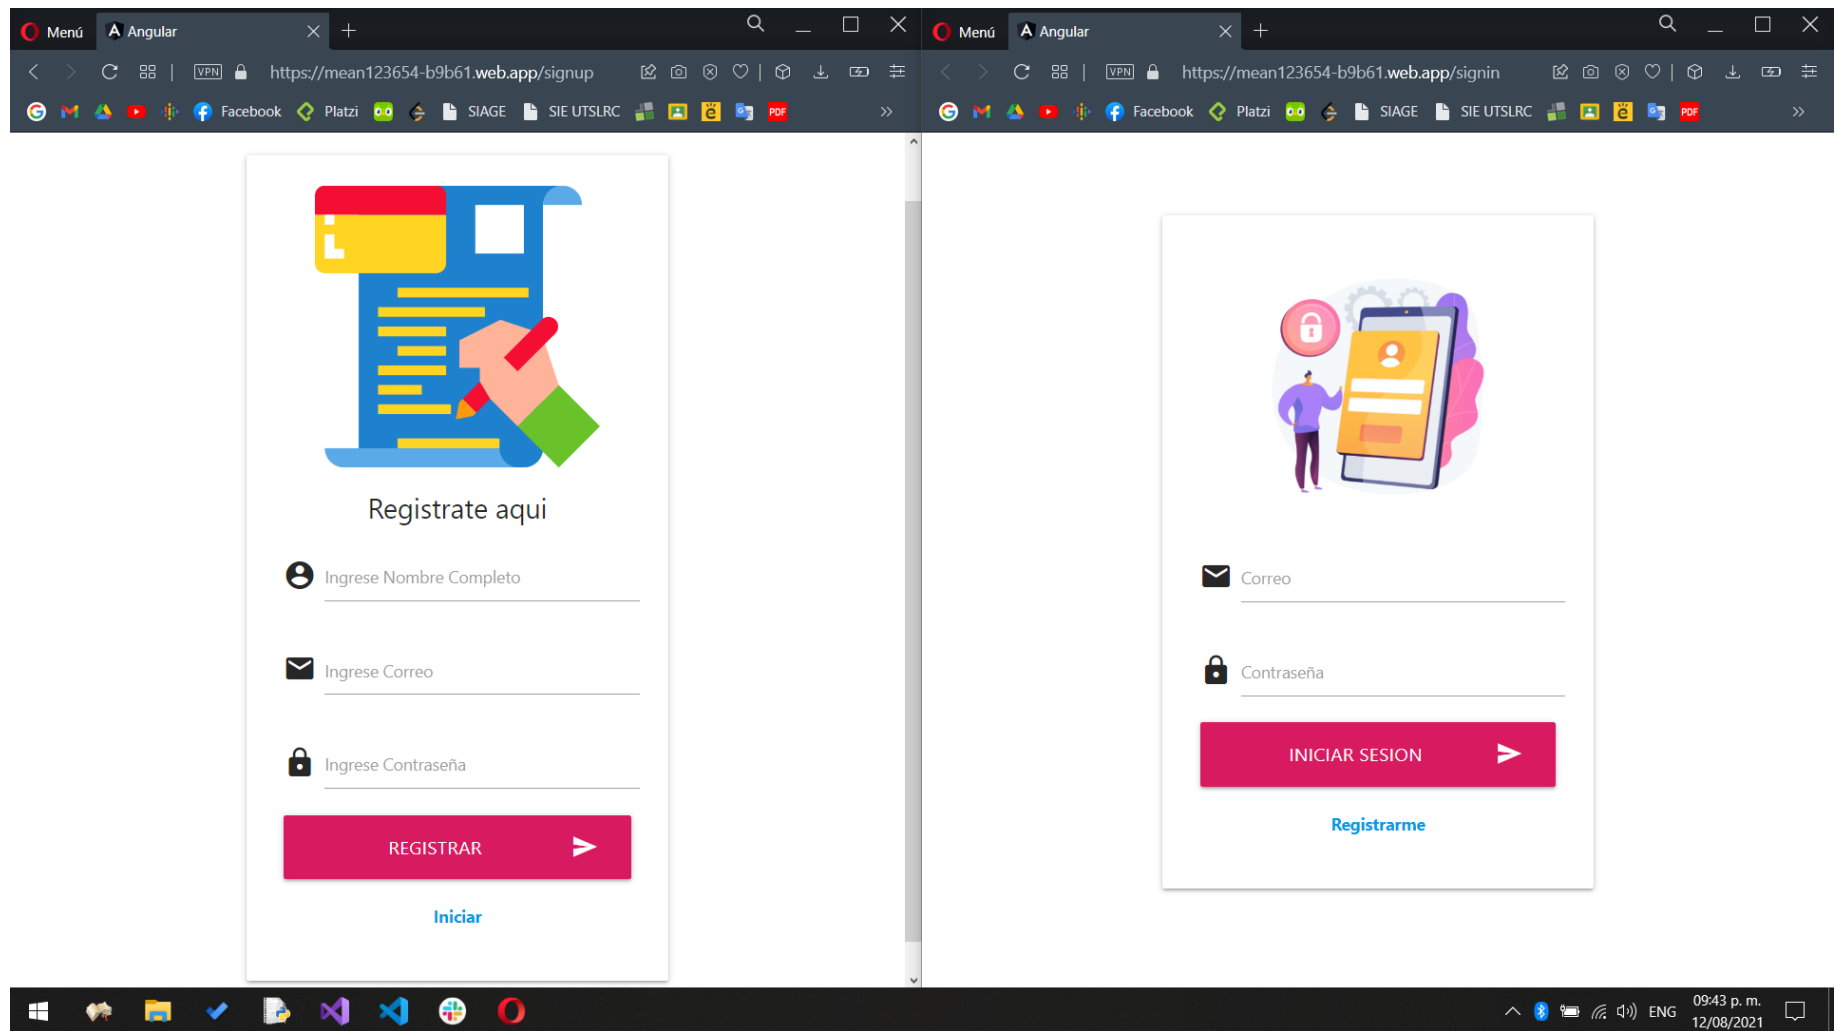 Menú
Angular
VPN
https://mean123654-b9b61.web.app/signup
Facebook
Platzi
SIAGE
SIE UTSLRC
PDF
Registrate aqui
Ingrese Nombre Completo
Ingrese Correo
Ingrese Contraseña
REGISTRAR
Iniciar
Menú
Angular
VPN
https://mean123654-b9b61.web.app/signin
Facebook
Platzi
SIAGE
SIE UTSLRC
PDF
Correo
Contraseña
INICIAR SESION
Registrarme
ENG
09:43 p. m.
12/08/2021